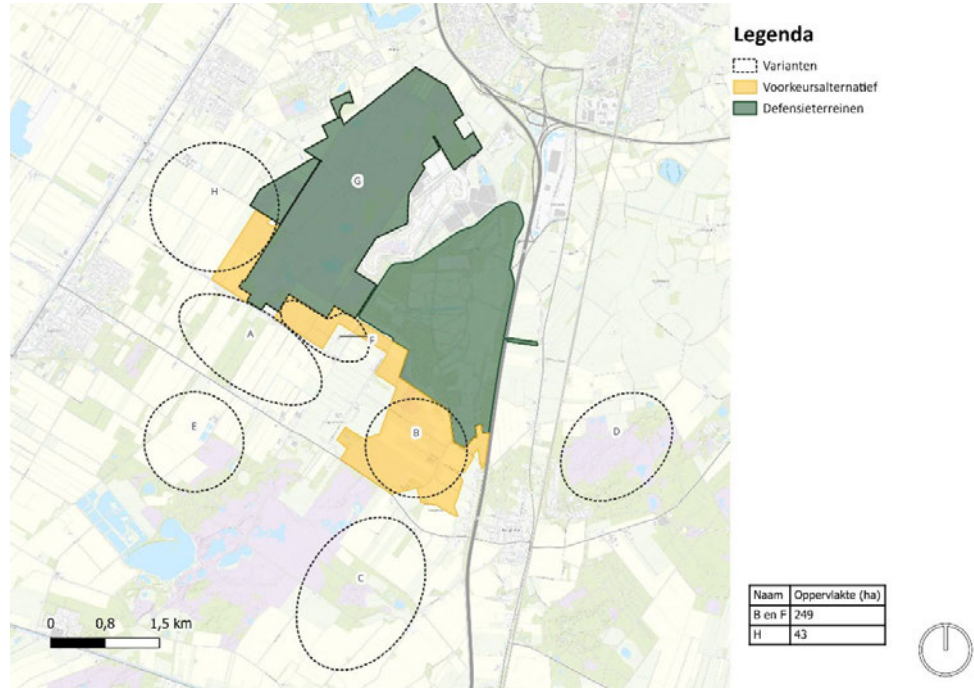 Legenda
Varianten
Voorkeursalternatief
Defensieterreinen
H
G
A
F
E
B
D
C
0 0,8 1,5 km
Naam Oppervlakte (ha)
B en F 249
H 43